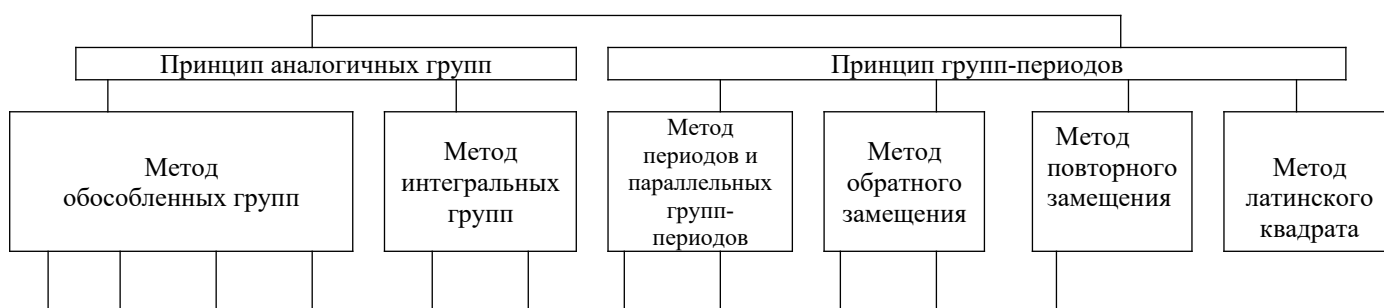 Принцип аналогичных групп
Принцип групп-периодов
Метод
обособленных групп
Метод
интегральных
групп
Метод
периодов и
параллельных
групп-
периодов
Метод
обратного
замещения
Метод
повторного
замещения
Метод
латинского
квадрата